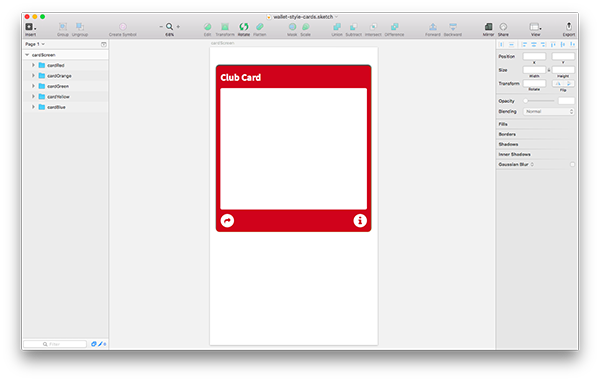 wallet-style-cards.sketch
Insert
Group Ungroup
Create Symbol
68%
Edit Transform Rotate Flatten
Mask Scale
Union Subtract Intersect Difference
Forward Backward
Mirror Share
View
Export
Page 1
cardScreen
cardRed
cardOrange
cardGreen
cardYellow
cardBlue
Filter
6
cardScreen
Club Card
Position
X Y
Size
Width Height
Transform
Rotate Flip
Opacity
Blending Normal
Fills
Borders
Shadows
Inner Shadows
Gaussian Blur